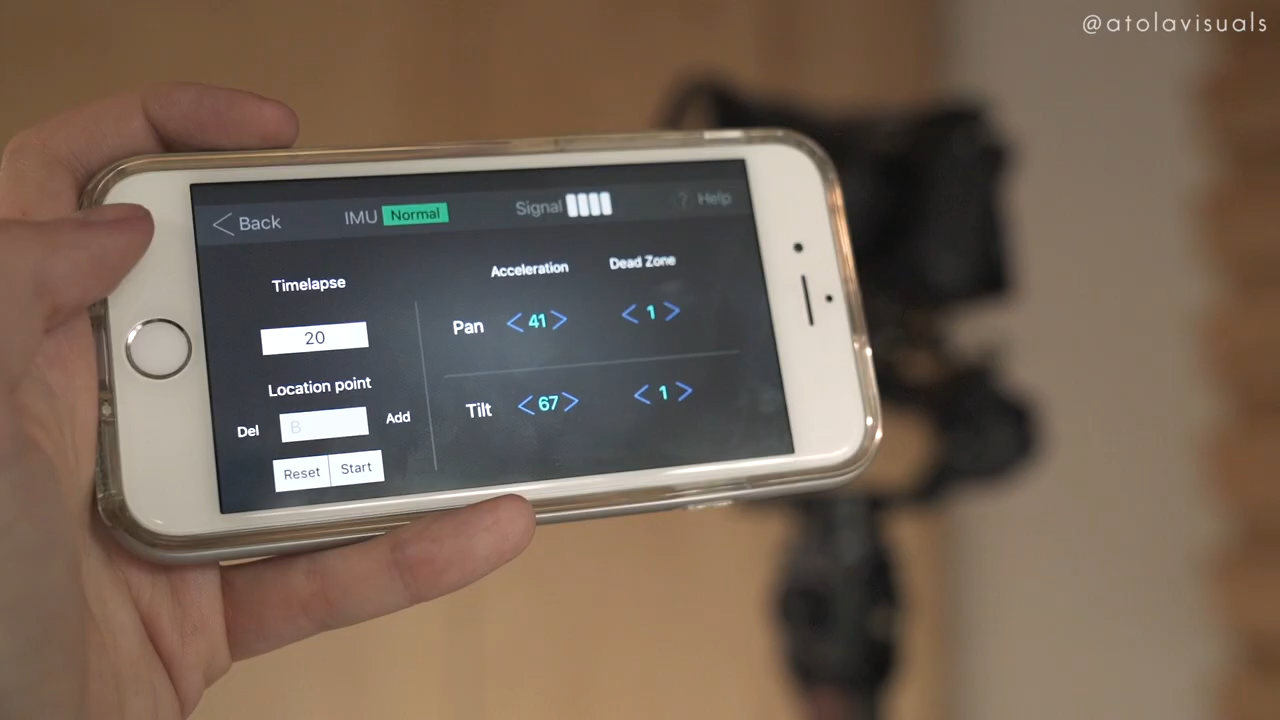 @atolavisuals
Back IMU Normal Signal ? Help
Timelapse
20
Location point
Del B Add
Reset Start
Acceleration Dead Zone
Pan < 41 > < 1 >
Tilt < 67 > < 1 >